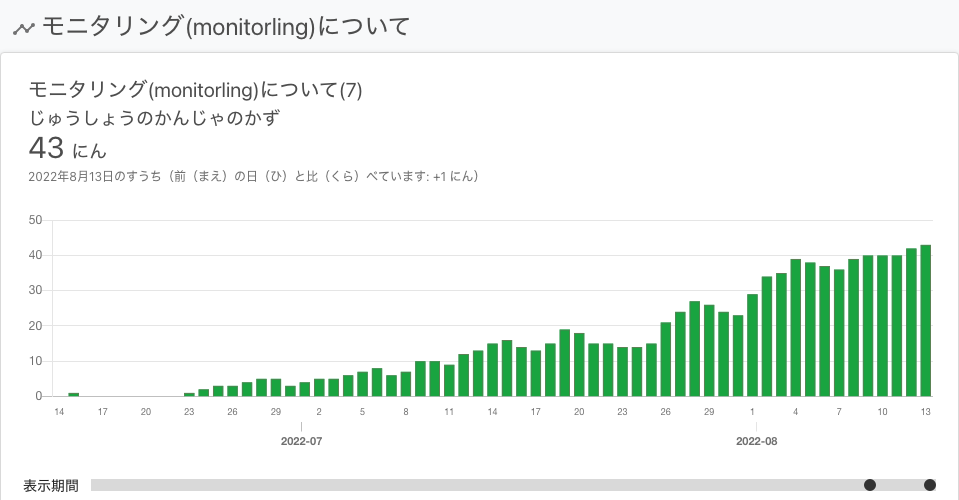 モニタリング(monitorling)について
モニタリング(monitorling)について(7)
じゅうしょうのかんじゃのかず
43 にん
2022年8月13日のすうち（前（まえ）の日（ひ）と比（くら）べています: +1 にん）
50
40
30
20
10
0
14 17 20 23 26 29 2 5 8 11 14 17 20 23 26 29 1 4 7 10 13
2022-07 2022-08
表示期間